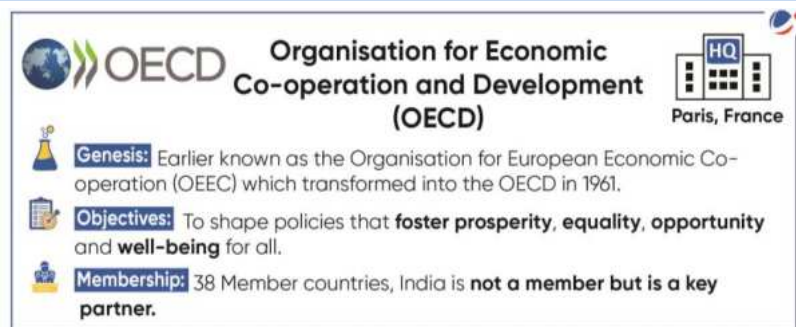 OECD
Organisation for Economic
Co-operation and Development
(OECD)
HQ
Paris, France
Genesis: Earlier known as the Organisation for European Economic Co-
operation (OEEC) which transformed into the OECD in 1961.
Objectives: To shape policies that foster prosperity, equality, opportunity
and well-being for all.
Membership: 38 Member countries, India is not a member but is a key
partner.